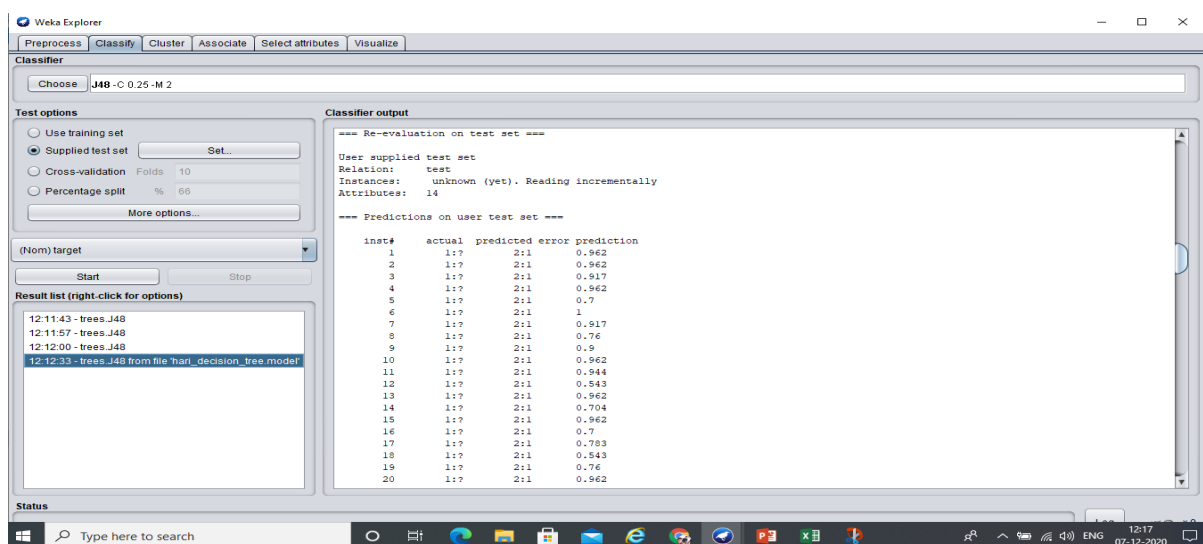 Weka Explorer
Preprocess Classify Cluster Associate Select attributes Visualize
Classifier
Choose J48 -C 0.25 -M 2
Test options
Use training set
Supplied test set Set...
Cross-validation Folds 10
Percentage split % 66
More options...
(Nom) target
Start Stop
Result list (right-click for options)
12:11:43 - trees.J48
12:11:57 - trees.J48
12:12:00 - trees.J48
12:12:33 - trees.J48 from file 'hari_decision_tree.model'
Classifier output
=== Re-evaluation on test set ===
User supplied test set
Relation: test
Instances: unknown (yet). Reading incrementally
Attributes: 14
=== Predictions on user test set ===
inst# actual predicted error prediction
1 1:? 2:1 0.962
2 1:? 2:1 0.962
3 1:? 2:1 0.917
4 1:? 2:1 0.962
5 1:? 2:1 0.7
6 1:? 2:1 1
7 1:? 2:1 0.917
8 1:? 2:1 0.76
9 1:? 2:1 0.9
10 1:? 2:1 0.962
11 1:? 2:1 0.944
12 1:? 2:1 0.543
13 1:? 2:1 0.962
14 1:? 2:1 0.704
15 1:? 2:1 0.962
16 1:? 2:1 0.7
17 1:? 2:1 0.783
18 1:? 2:1 0.543
19 1:? 2:1 0.76
20 1:? 2:1 0.962
Status
Type here to search
ENG
12:17
07-12-2020